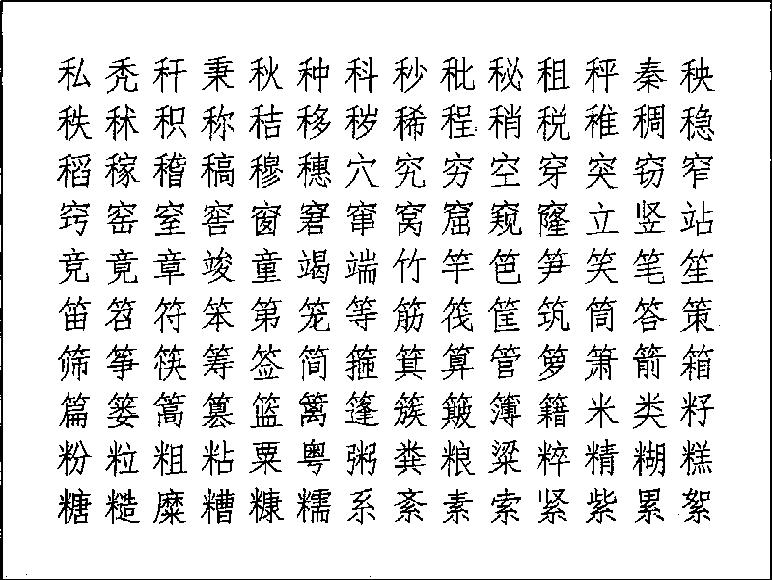 私 秃 秆 秉 秋 种 科 秒 秕 秘 租 秤 秦 秧
秩 秫 积 称 秸 移 秽 稀 程 稍 税 稚 稠 稳
稻 稼 稽 稿 穆 穗 穴 究 穷 空 穿 突 窃 窄
窍 窑 窒 窖 窗 窘 窜 窝 窟 窥 窿 立 竖 站
竞 竟 章 竣 童 竭 端 竹 竿 笆 笋 笑 笔 笙
笛 笤 符 笨 第 笼 等 筋 筏 筐 筑 筒 答 策
筛 筝 筷 筹 签 简 箍 箕 算 管 箩 箫 箭 箱
篇 篓 篙 篡 篮 篱 篷 簇 簸 簿 籍 米 类 籽
粉 粒 粗 粘 粟 粤 粥 粪 粮 粱 粹 精 糊 糕
糖 糙 糜 糟 糠 糯 系 紊 素 索 紧 紫 累 絮